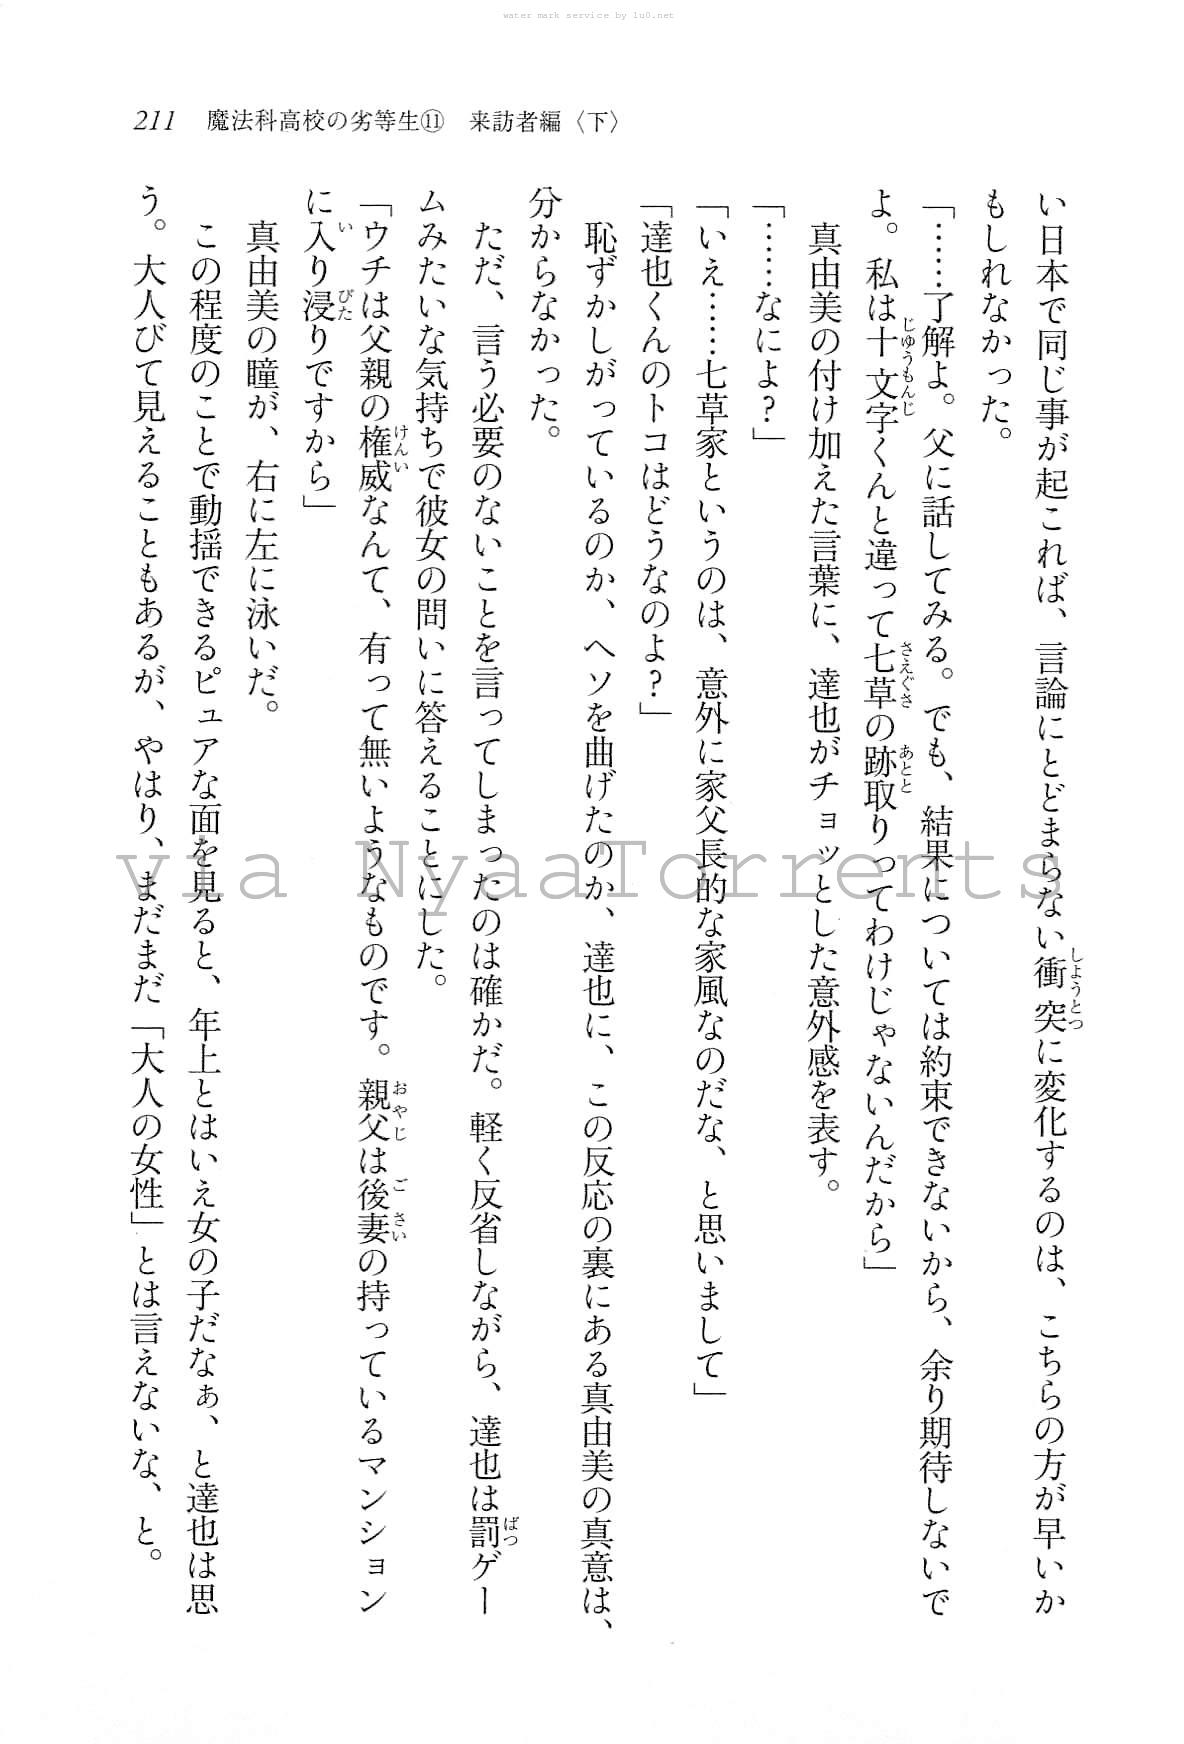 water mark service by lu0.net
211 魔法科高校の劣等生⑪ 来訪者編〈下〉
い日本で同じ事が起これば、言論にとどまらない衝突に変化するのは、こちらの方が早いか
もしれなかった。
「……了解よ。父に話してみる。でも、結果については約束できないから、余り期待しないで
よ。私は十文字くんと違って七草の跡取りってわけじゃないんだから」
真由美の付け加えた言葉に、達也がチョッとした意外感を表す。
「……なによ？」
「いえ……七草家というのは、意外に家父長的な家風なのだな、と思いまして」
「達也くんのトコはどうなのよ？」
恥ずかしがっているのか、ヘソを曲げたのか、達也に、この反応の裏にある真由美の真意は、
分からなかった。
ただ、言う必要のないことを言ってしまったのは確かだ。軽く反省しながら、達也は罰ゲー
ムみたいな気持ちで彼女の問いに答えることにした。
「ウチは父親の権威なんて、有って無いようなものです。親父は後妻の持っているマンション
に入り浸りですから」
真由美の瞳が、右に左に泳いだ。
この程度のことで動揺できるピュアな面を見ると、年上とはいえ女の子だなぁ、と達也は思
う。大人びて見えることもあるが、やはり、まだまだ「大人の女性」とは言えないな、と。
via NyaaTorrents